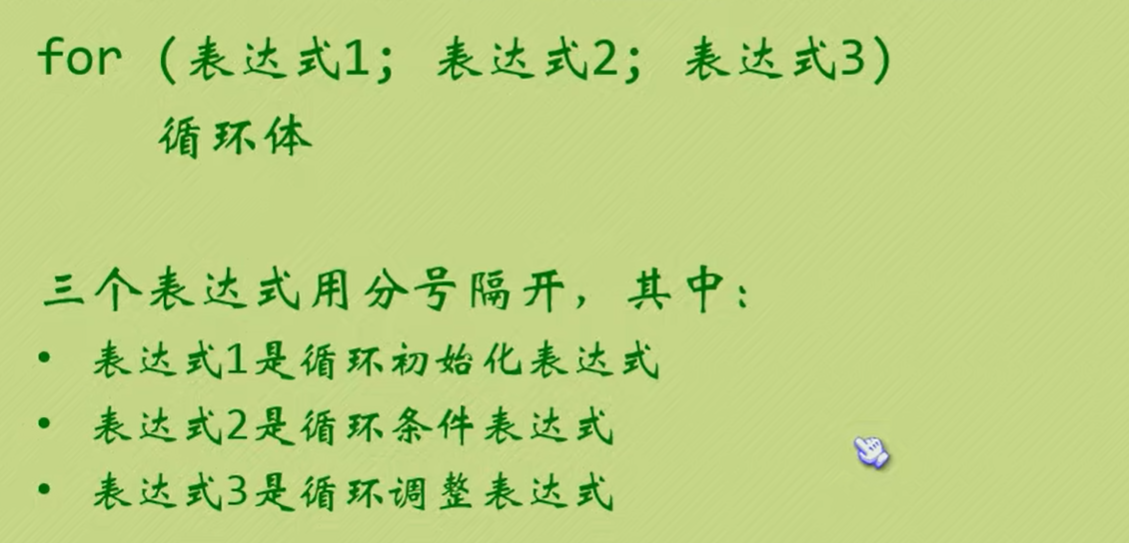 for (表达式1; 表达式2; 表达式3)
循环体
三个表达式用分号隔开，其中：
• 表达式1是循环初始化表达式
• 表达式2是循环条件表达式
• 表达式3是循环调整表达式